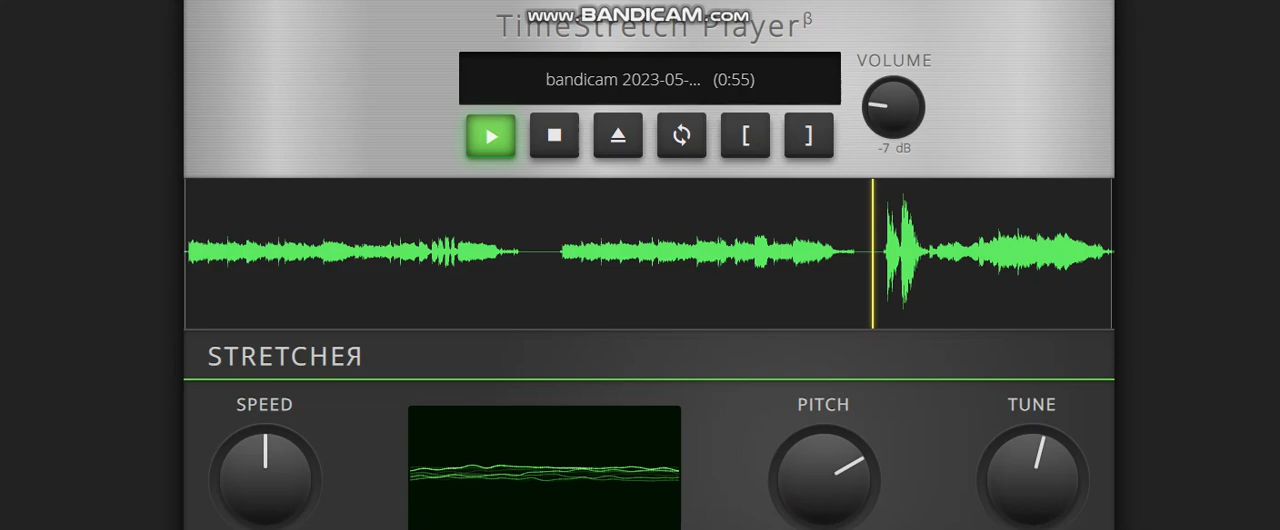 www.BANDICAM.com
TimeStretch Playerᵝ
bandicam 2023-05-... (0:55)
VOLUME
[ ]
-7 dB
STRETCHEЯ
SPEED
PITCH
TUNE